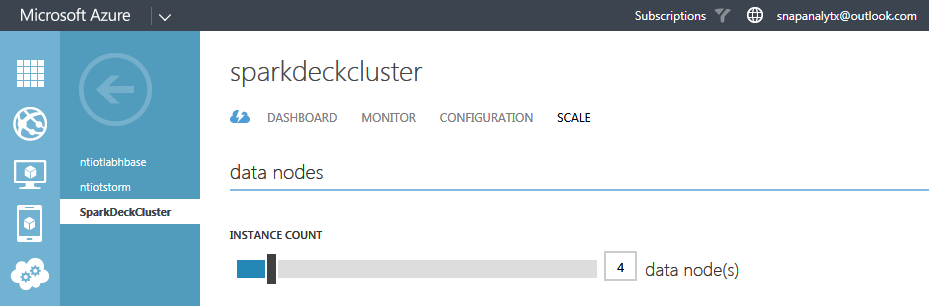 Microsoft Azure
Subscriptions snapanalytx@outlook.com
sparkdeckcluster
DASHBOARD MONITOR CONFIGURATION SCALE
ntiotlabhbase
ntiotstorm
SparkDeckCluster
data nodes
INSTANCE COUNT
4 data node(s)